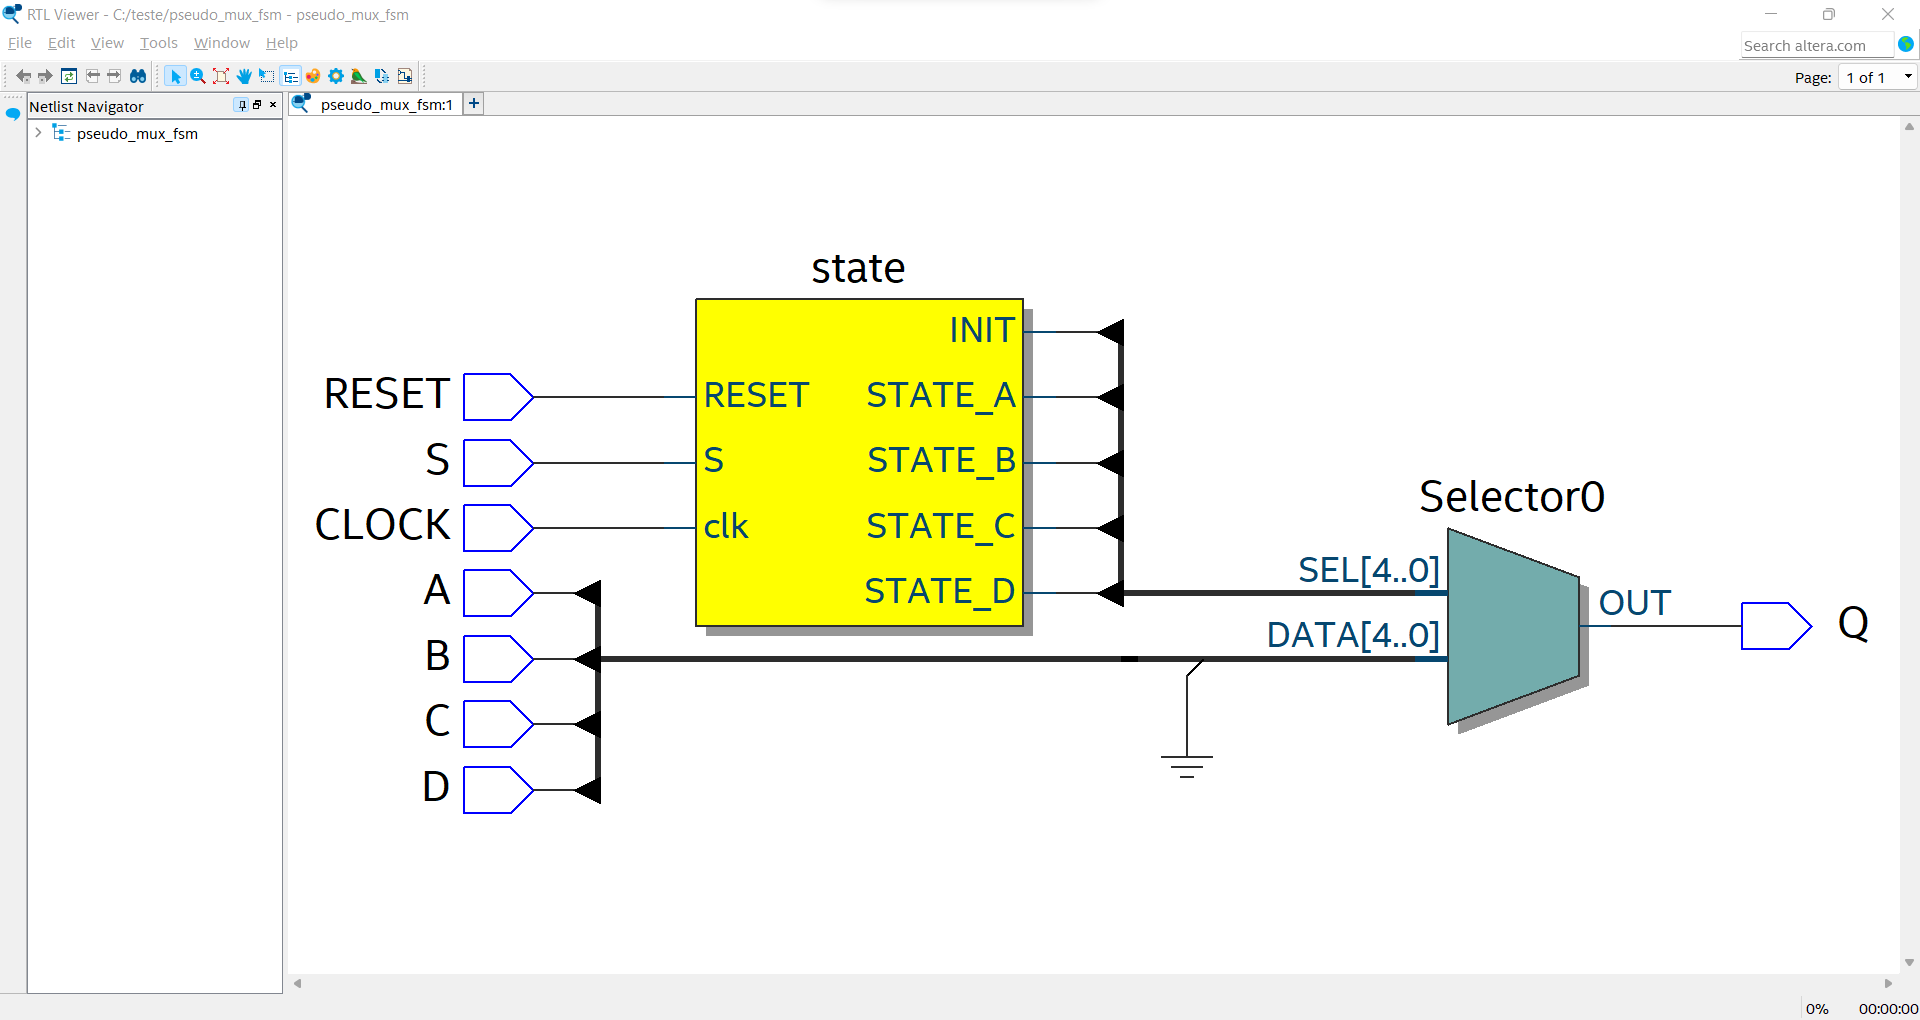 RTL Viewer - C:/teste/pseudo_mux_fsm - pseudo_mux_fsm
File Edit View Tools Window Help
Search altera.com
Page: 1 of 1
Netlist Navigator
pseudo_mux_fsm:1
pseudo_mux_fsm
state
INIT
RESET
RESET
STATE_A
S
S
STATE_B
CLOCK
clk
STATE_C
A
STATE_D
B
C
D
Selector0
SEL[4..0]
DATA[4..0]
OUT
Q
0% 00:00:00